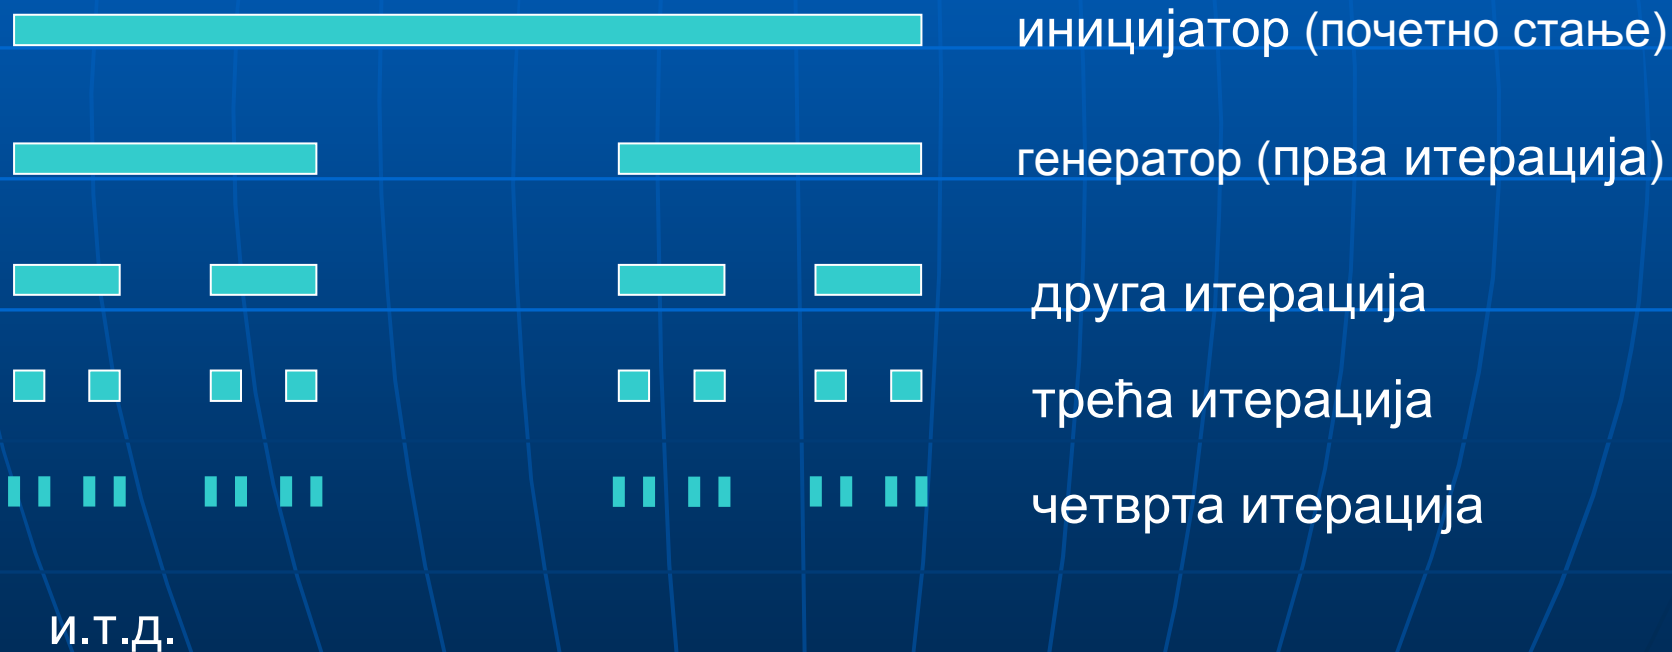 иницијатор (почетно стање)
генератор (прва итерација)
друга итерација
трећа итерација
четврта итерација
и.т.д.